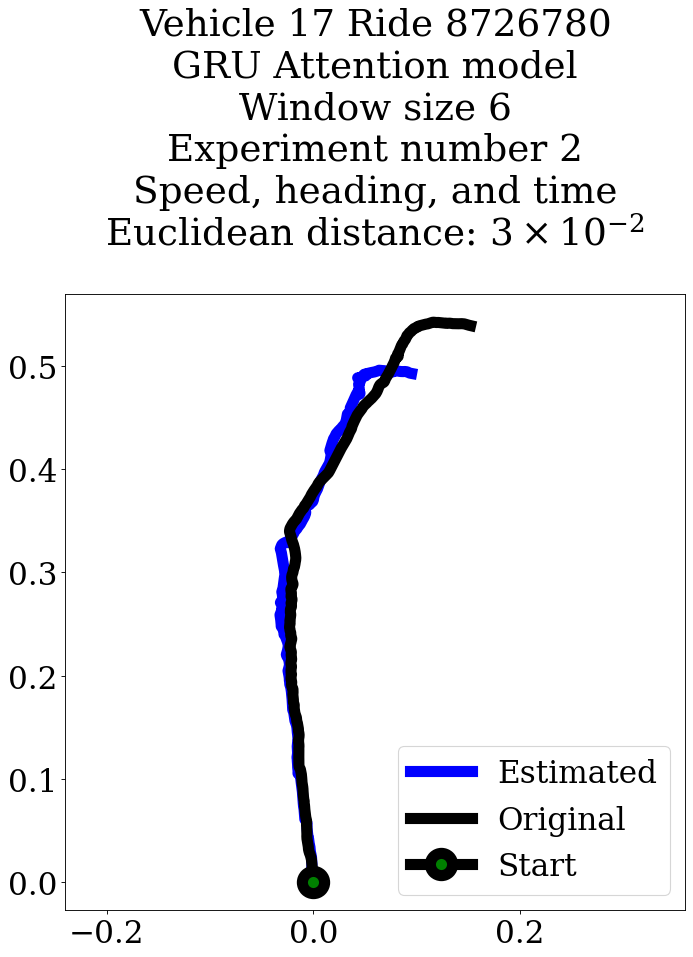 Vehicle 17 Ride 8726780
GRU Attention model
Window size 6
Experiment number 2
Speed, heading, and time
Euclidean distance: 3 × 10⁻²
0.5
0.4
0.3
0.2
0.1
0.0
−0.2
0.0
0.2
Estimated
Original
Start